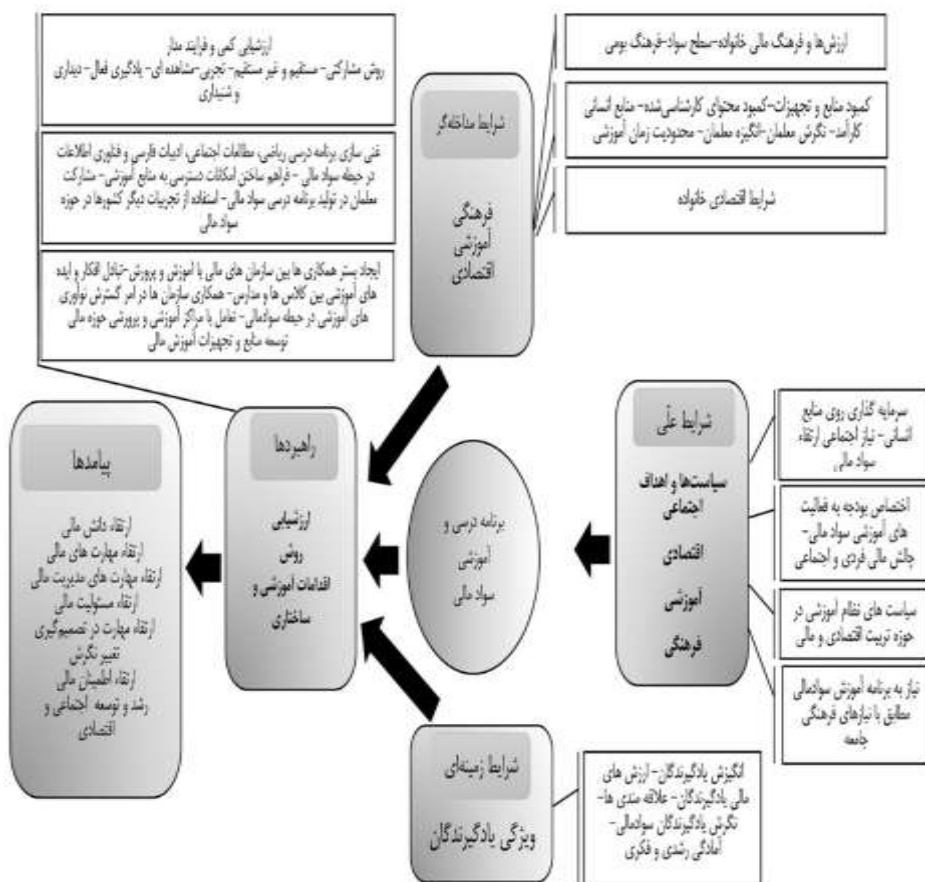 ارزش‌ها و فرهنگ مالی خانواده-سطح سواد-فرهنگ بومی
کمبود منابع و تجهیزات-کمبود محتوای کارشناسی‌شده- منابع انسانی
کارآمد- نگرش معلمان-انگیزه معلمان- محدودیت زمان آموزشی
شرایط اقتصادی خانواده
شرایط مداخله‌گر
فرهنگی
آموزشی
اقتصادی
ارزشیابی کمی و فرایند مدار
روش مشارکتی- مستقیم و غیر مستقیم- تجربی-مشاهده ای- یادگیری فعال- دیداری
و شنیداری
غنی سازی برنامه درسی ریاضی، مطالعات اجتماعی، ادبیات فارسی و فناوری اطلاعات
در حیطه سواد مالی - فراهم ساختن امکانات دسترسی به منابع آموزشی- مشارکت
معلمان در تولید برنامه درسی سواد مالی- استفاده از تجربیات دیگر کشورها در حوزه
سواد مالی
ایجاد بستر همکاری ها بین سازمان های مالی با آموزش و پرورش-تبادل افکار و ایده
های آموزشی بین کلاس ها و مدارس- همکاری سازمان ها در امر گسترش نوآوری
های آموزشی در حیطه سوادمالی- تعامل با مراکز آموزشی و پرورشی حوزه مالی
توسعه منابع و تجهیزات آموزش مالی
سرمایه گذاری روی منابع
انسانی- نیاز اجتماعی ارتقاء
سواد مالی
اختصاص بودجه به فعالیت
های آموزشی سواد مالی-
چالش مالی فردی و اجتماعی
سیاست های نظام آموزشی در
حوزه تربیت اقتصادی و مالی
نیاز به برنامه آموزش سوادمالی
مطابق با نیازهای فرهنگی
جامعه
شرایط علّی
سیاست‌ها و اهداف
اجتماعی
اقتصادی
آموزشی
فرهنگی
برنامه درسی و
آموزشی
سواد مالی
راهبردها
ارزشیابی
روش
اقدامات آموزشی و
ساختاری
پیامدها
ارتقاء دانش مالی
ارتقاء مهارت های مالی
ارتقاء مهارت های مدیریت مالی
ارتقاء مسئولیت مالی
ارتقاء مهارت در تصمیم‌گیری
تغییر نگرش
ارتقاء اطمینان مالی
رشد و توسعه اجتماعی و
اقتصادی
شرایط زمینه‌ای
ویژگی یادگیرندگان
انگیزش یادگیرندگان- ارزش های
مالی یادگیرندگان- علاقه مندی ها-
نگرش یادگیرندگان سوادمالی-
آمادگی رشدی و فکری